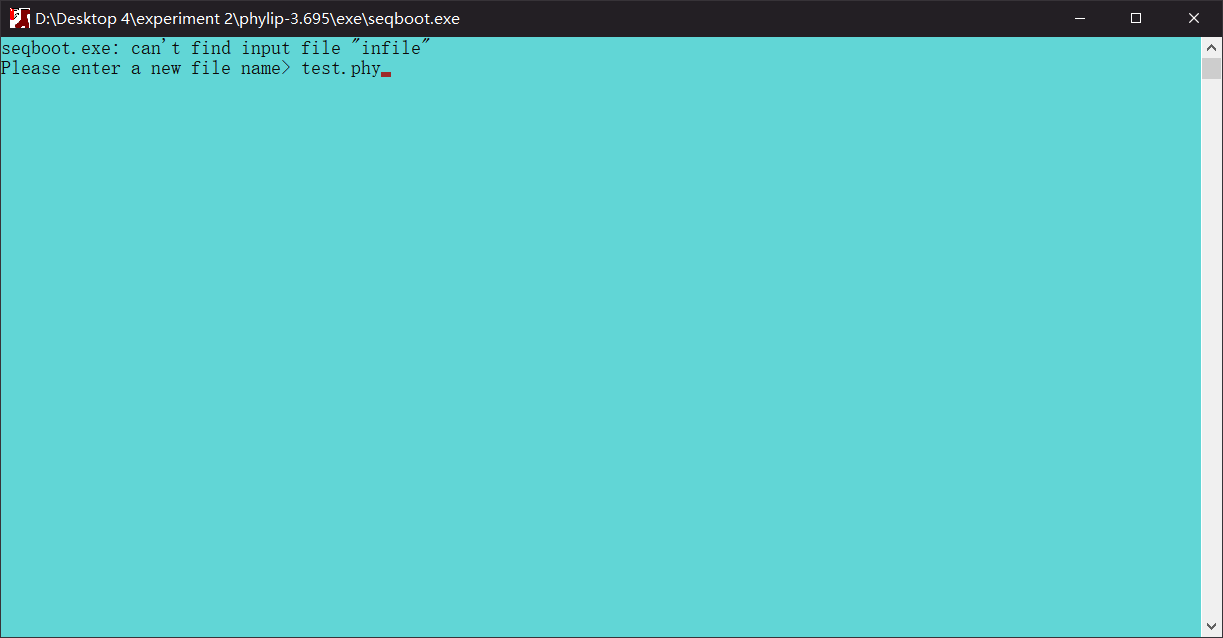 D:\Desktop 4\experiment 2\phylip-3.695\exe\seqboot.exe
seqboot.exe: can't find input file "infile"
Please enter a new file name> test.phy